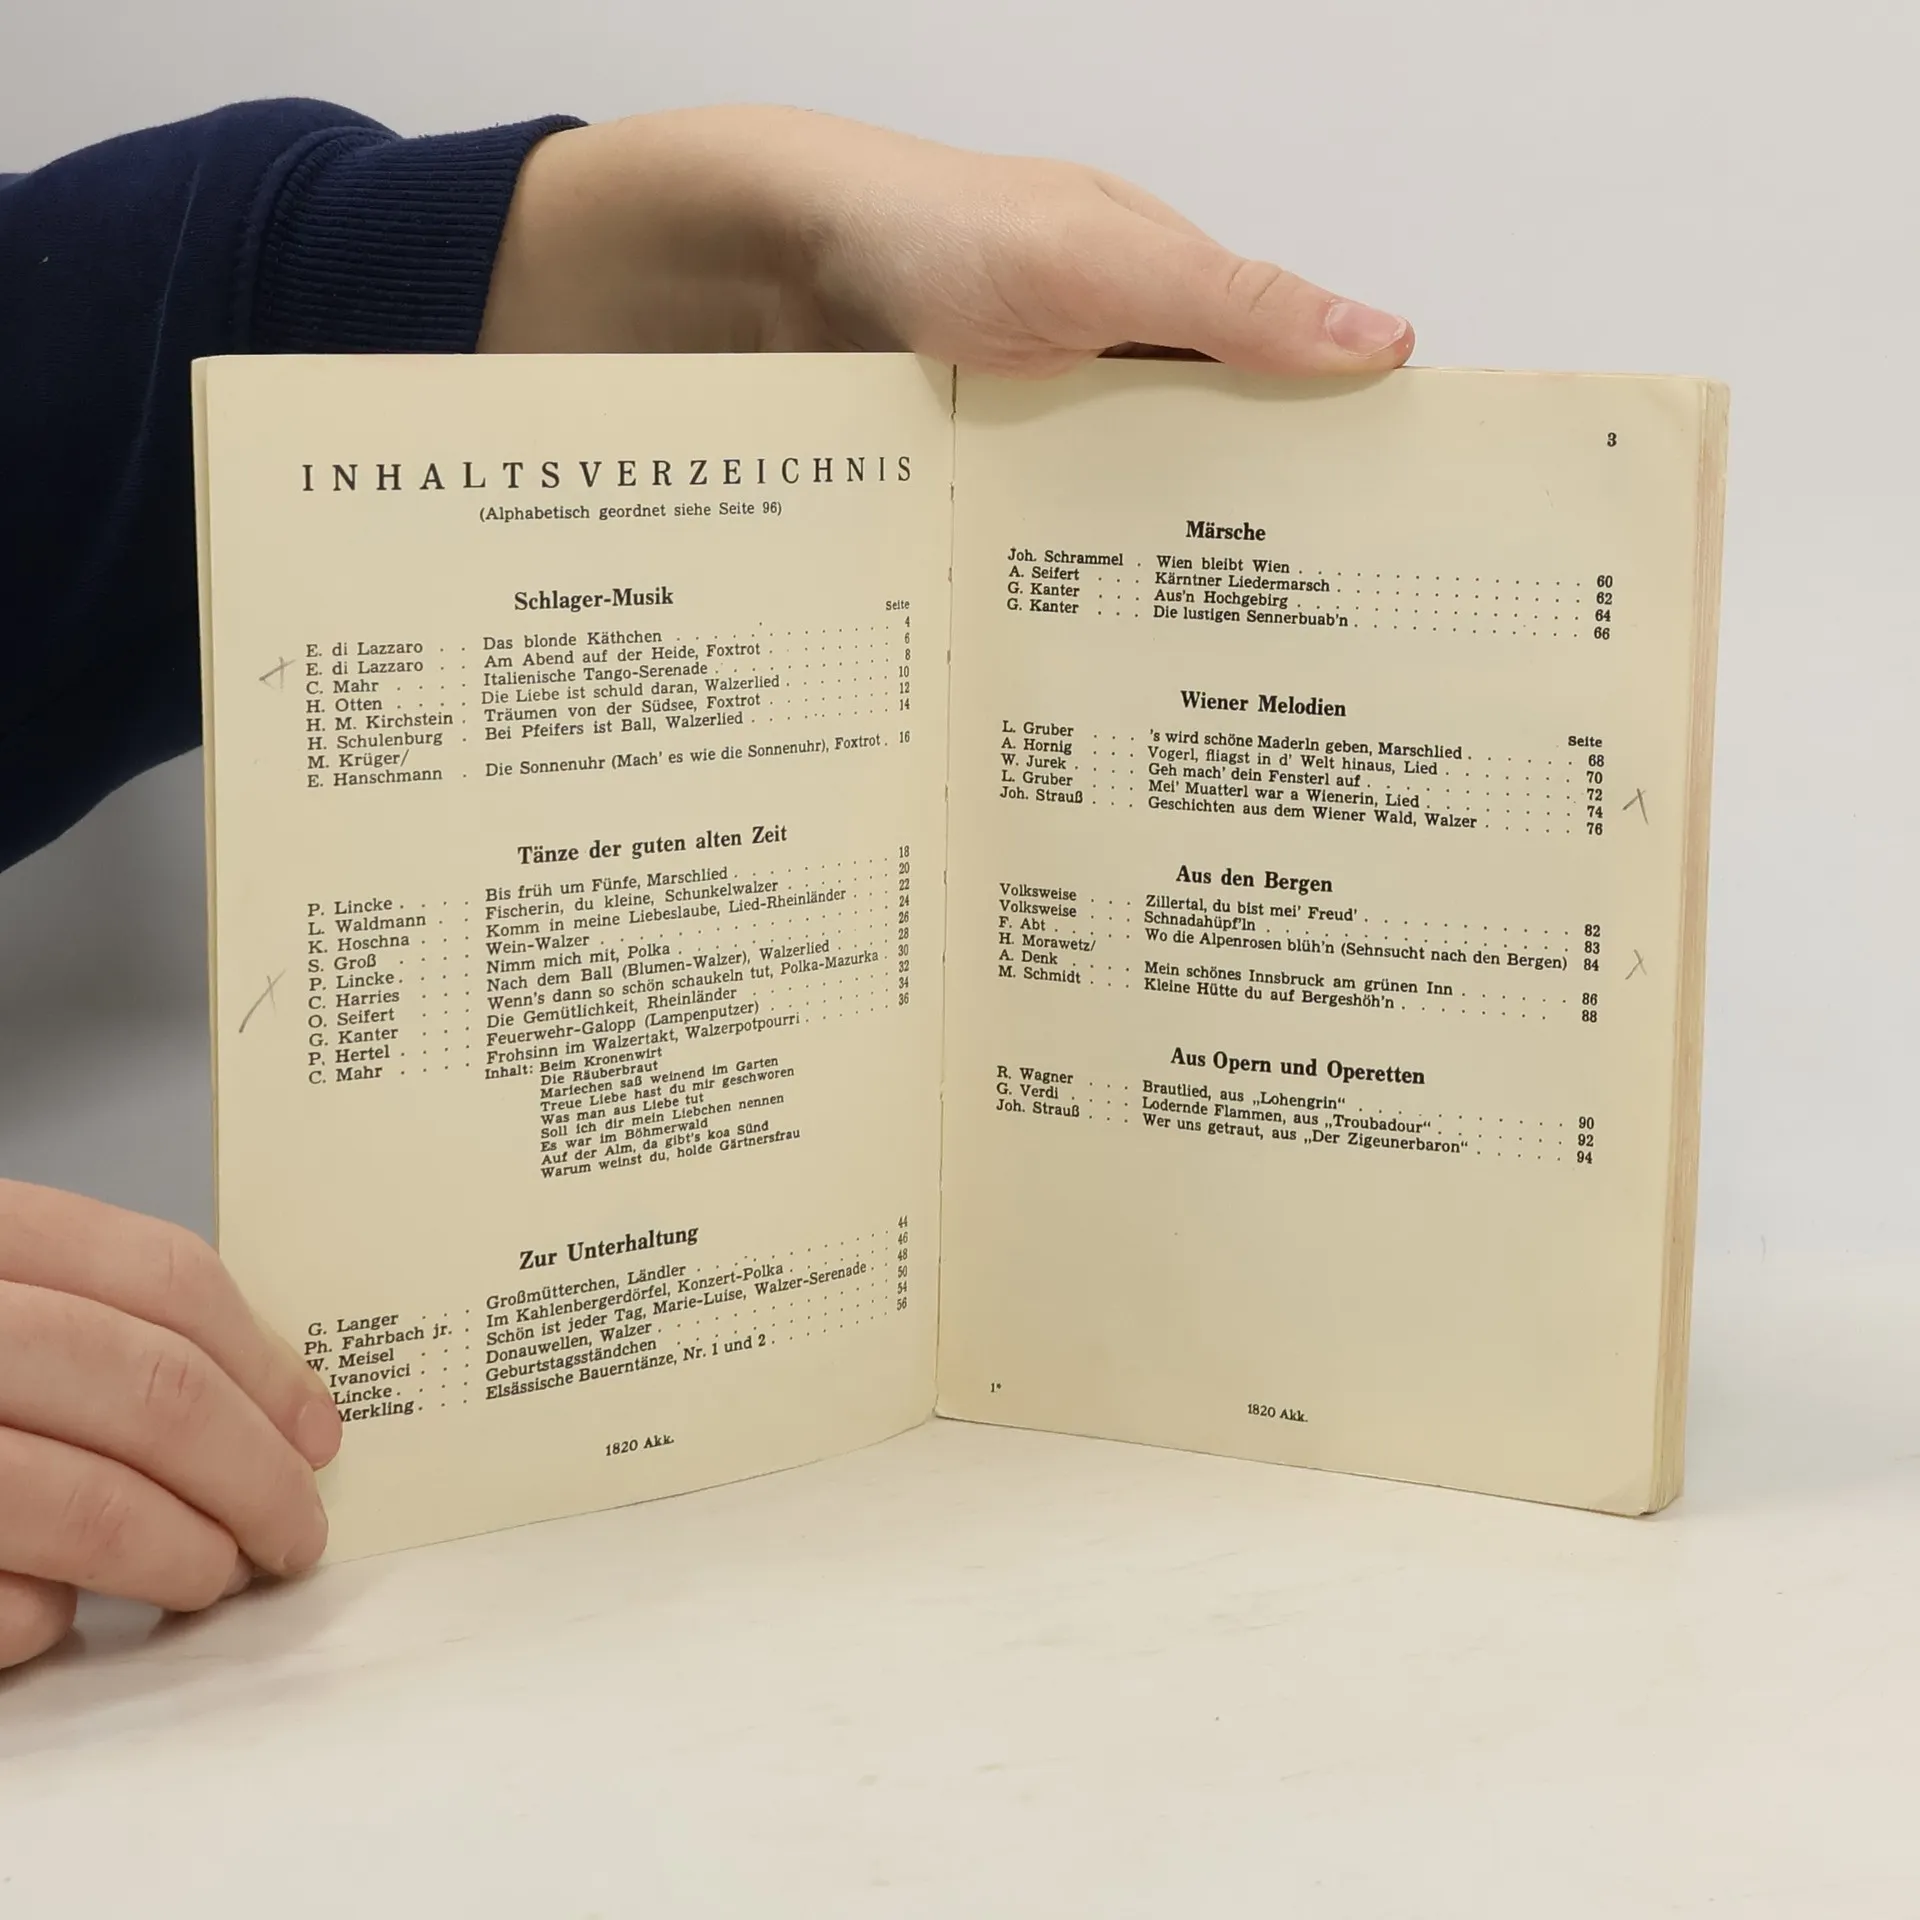 INHALTSVERZEICHNIS
(Alphabetisch geordnet siehe Seite 96)
Schlager-Musik
Seite
E. di Lazzaro . . Das blonde Käthchen . . . . . . . . . . . . 4
E. di Lazzaro . . Am Abend auf der Heide, Foxtrot . . . . . . . 6
C. Mahr . . . . Italienische Tango-Serenade . . . . . . . . . . 8
H. Otten . . . . Die Liebe ist schuld daran, Walzerlied . . . . . . 10
H. M. Kirchstein . Träumen von der Südsee, Foxtrot . . . . . . . 12
H. Schulenburg . Bei Pfeifers ist Ball, Walzerlied . . . . . . . . 14
M. Krüger/
E. Hanschmann . Die Sonnenuhr (Mach' es wie die Sonnenuhr), Foxtrot . 16
Tänze der guten alten Zeit
P. Lincke . . . . Bis früh um Fünfe, Marschlied . . . . . . . . 18
L. Waldmann . . Fischerin, du kleine, Schunkelwalzer . . . . . . 20
K. Hoschna . . . Komm in meine Liebeslaube, Lied-Rheinländer . . . 22
S. Groß . . . . Wein-Walzer . . . . . . . . . . . . . 24
P. Lincke . . . . Nimm mich mit, Polka . . . . . . . . . . 26
C. Harries . . . Nach dem Ball (Blumen-Walzer), Walzerlied . . . . 28
O. Seifert . . . Wenn's dann so schön schaukeln tut, Polka-Mazurka . 30
G. Kanter . . . Die Gemütlichkeit, Rheinländer . . . . . . . . 32
P. Hertel . . . . Feuerwehr-Galopp (Lampenputzer) . . . . . . . 34
C. Mahr . . . . Frohsinn im Walzertakt, Walzerpotpourri . . . . . 36
Inhalt: Beim Kronenwirt
Die Räuberbraut
Mariechen saß weinend im Garten
Treue Liebe hast du mir geschworen
Was man aus Liebe tut
Soll ich dir mein Liebchen nennen
Es war im Böhmerwald
Auf der Alm, da gibt's koa Sünd
Warum weinst du, holde Gärtnersfrau
Zur Unterhaltung
G. Langer . . . Großmütterchen, Ländler . . . . . . . . . 44
Ph. Fahrbach jr. . Im Kahlenbergerdörfel, Konzert-Polka . . . . . . 46
W. Meisel . . . Schön ist jeder Tag, Marie-Luise, Walzer-Serenade . . 48
Ivanovici . . . Donauwellen, Walzer . . . . . . . . . . 50
Lincke . . . . Geburtstagsständchen . . . . . . . . . . 54
Merkling . . . Elsässische Bauerntänze, Nr. 1 und 2 . . . . . . 56
1820 Akk.
3
Märsche
Joh. Schrammel . Wien bleibt Wien . . . . . . . . . . . . . 60
A. Seifert . . . Kärntner Liedermarsch . . . . . . . . . . . 62
G. Kanter . . . Aus'n Hochgebirg . . . . . . . . . . . . . 64
G. Kanter . . . Die lustigen Sennerbuab'n . . . . . . . . . . 66
Wiener Melodien
Seite
L. Gruber . . . 's wird schöne Maderln geben, Marschlied . . . . . . 68
A. Hornig . . . Vogerl, fliagst in d' Welt hinaus, Lied . . . . . . . 70
W. Jurek . . . . Geh mach' dein Fensterl auf . . . . . . . . . 72
L. Gruber . . . Mei' Muatterl war a Wienerin, Lied . . . . . . . 74
Joh. Strauß . . . Geschichten aus dem Wiener Wald, Walzer . . . . . 76
Aus den Bergen
Volksweise . . . Zillertal, du bist mei' Freud' . . . . . . . . . 82
Volksweise . . . Schnadahüpf'ln . . . . . . . . . . . . . 83
F. Abt . . . . . Wo die Alpenrosen blüh'n (Sehnsucht nach den Bergen) 84
H. Morawetz/
A. Denk . . . . Mein schönes Innsbruck am grünen Inn . . . . . . 86
M. Schmidt . . . Kleine Hütte du auf Bergeshöh'n . . . . . . . 88
Aus Opern und Operetten
R. Wagner . . . Brautlied, aus „Lohengrin“ . . . . . . . . . . 90
G. Verdi . . . . Lodernde Flammen, aus „Troubadour“ . . . . . . . 92
Joh. Strauß . . . Wer uns getraut, aus „Der Zigeunerbaron“ . . . . . 94
1*
1820 Akk.